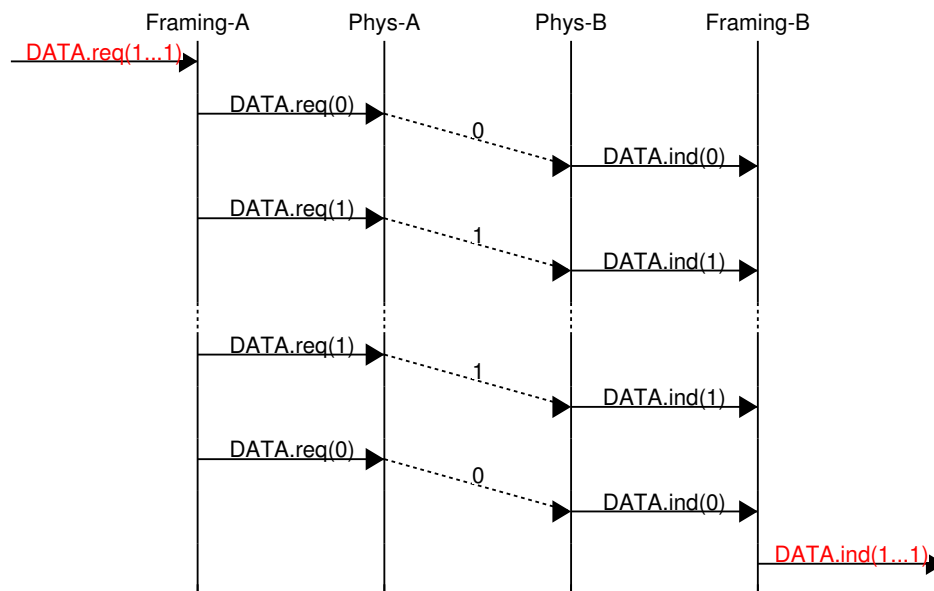 Framing-A Phys-A Phys-B Framing-B
DATA.req(1...1)
DATA.req(0)
0
DATA.ind(0)
DATA.req(1)
1
DATA.ind(1)
DATA.req(1)
1
DATA.ind(1)
DATA.req(0)
0
DATA.ind(0)
DATA.ind(1...1)